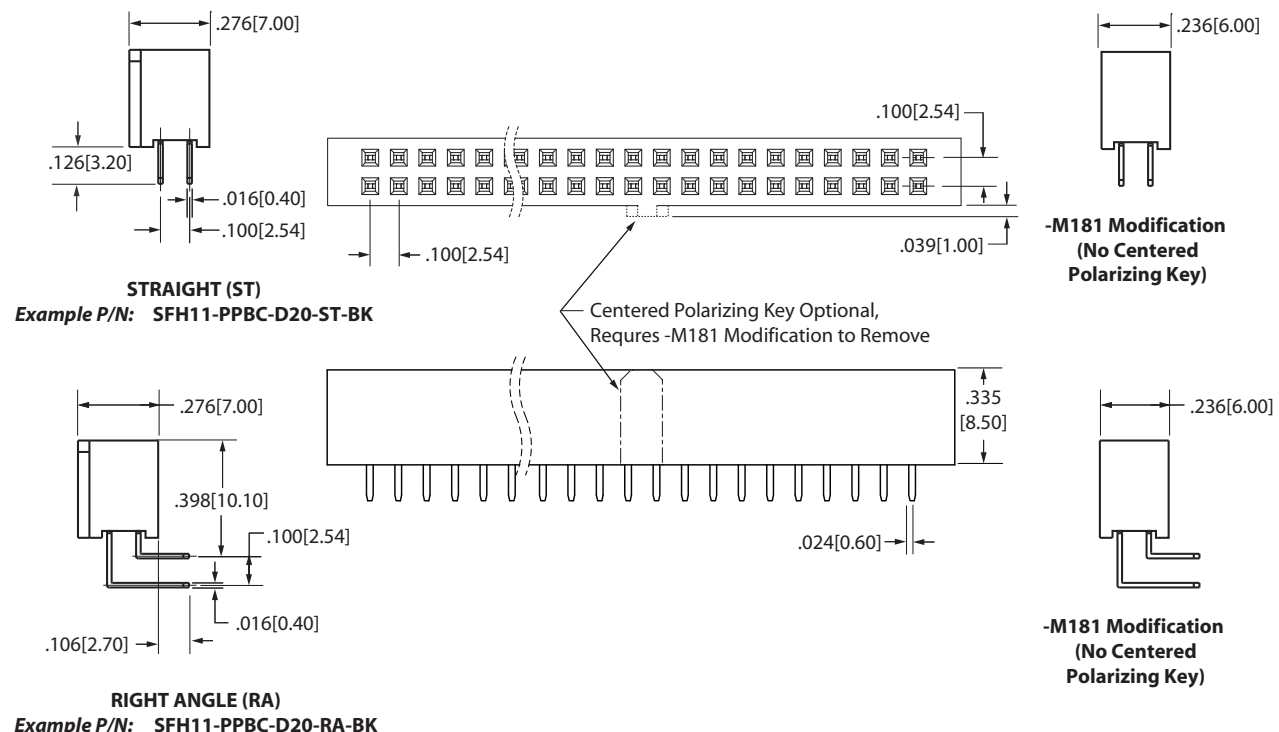 .276[7.00]
.236[6.00]
.100[2.54]
.126[3.20]
.016[0.40]
.100[2.54]
.100[2.54]
.039[1.00]
-M181 Modification
(No Centered
Polarizing Key)
STRAIGHT (ST)
Example P/N: SFH11-PPBC-D20-ST-BK
Centered Polarizing Key Optional,
Requres -M181 Modification to Remove
.276[7.00]
.335
[8.50]
.236[6.00]
.398[10.10]
.100[2.54]
.024[0.60]
.016[0.40]
.106[2.70]
-M181 Modification
(No Centered
Polarizing Key)
RIGHT ANGLE (RA)
Example P/N: SFH11-PPBC-D20-RA-BK